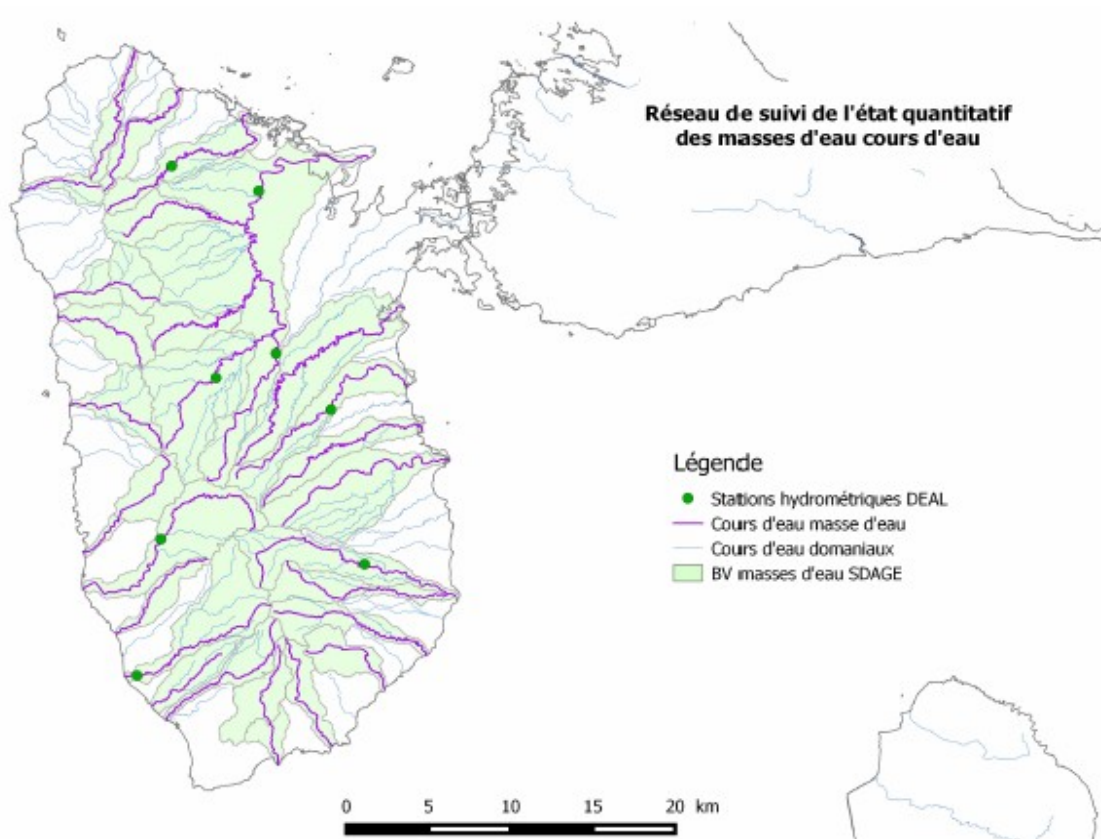 Réseau de suivi de l'état quantitatif
des masses d'eau cours d'eau
Légende
Stations hydrométriques DEAL
Cours d'eau masse d'eau
Cours d'eau domaniaux
BV masses d'eau SDAGE
0 5 10 15 20 km